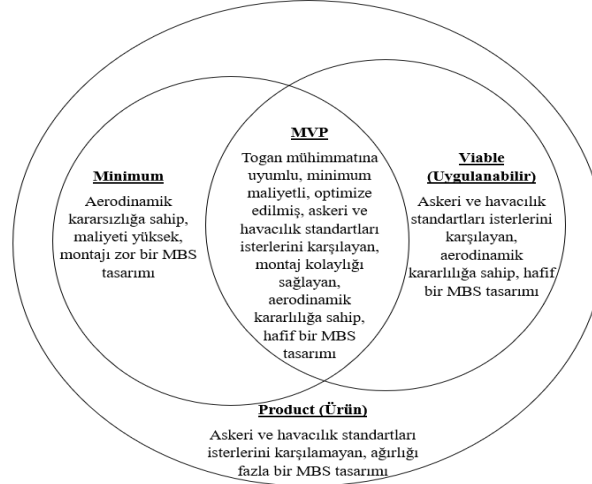 Minimum
Aerodinamik
kararsızlığa sahip,
maliyeti yüksek,
montajı zor bir MBS
tasarımı
MVP
Togan mühimmatına
uyumlu, minimum
maliyetli, optimize
edilmiş, askeri ve
havacılık standartları
isterlerini karşılayan,
montaj kolaylığı
sağlayan,
aerodinamik
kararlılığa sahip,
hafif bir MBS
tasarımı
Viable
(Uygulanabilir)
Askeri ve havacılık
standartları isterlerini
karşılayan,
aerodinamik
kararlılığa sahip, hafif
bir MBS tasarımı
Product (Ürün)
Askeri ve havacılık standartları
isterlerini karşılamayan, ağırlığı
fazla bir MBS tasarımı